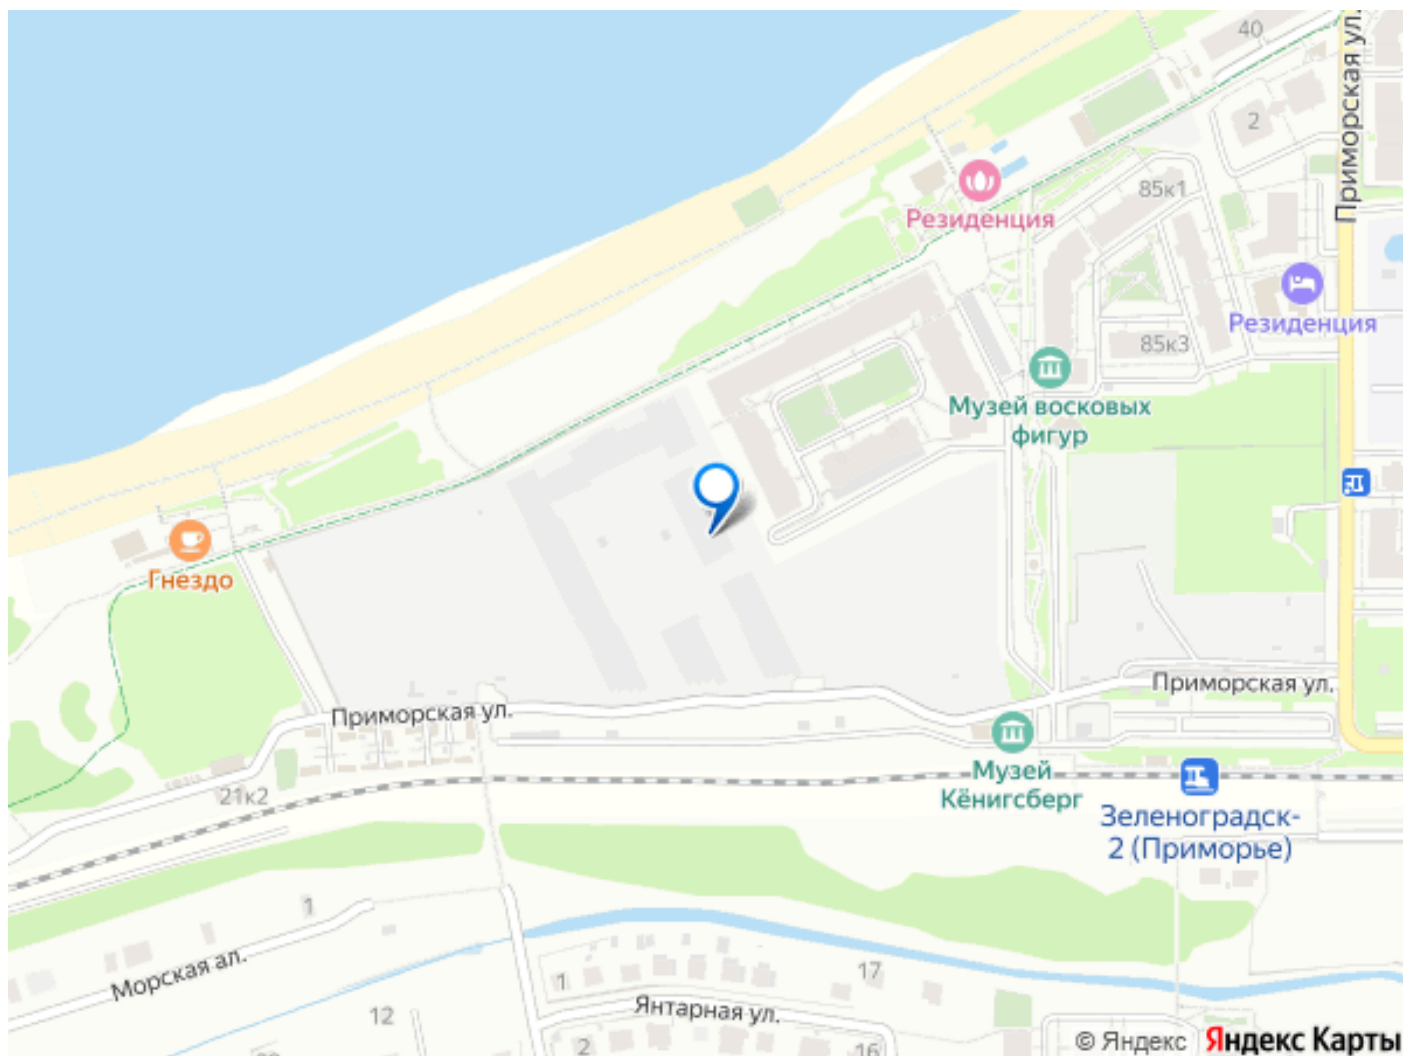 40
Приморская ул.
2
85к1
Резиденция
Резиденция
85к3
Музей восковых
фигур
Гнездо
Приморская ул.
Приморская ул.
Музей
Кёнигсберг
21к2
Зеленоградск-
2 (Приморье)
1
Морская ал.
1
17
Янтарная ул.
12
2
16
© Яндекс Яндекс Карты